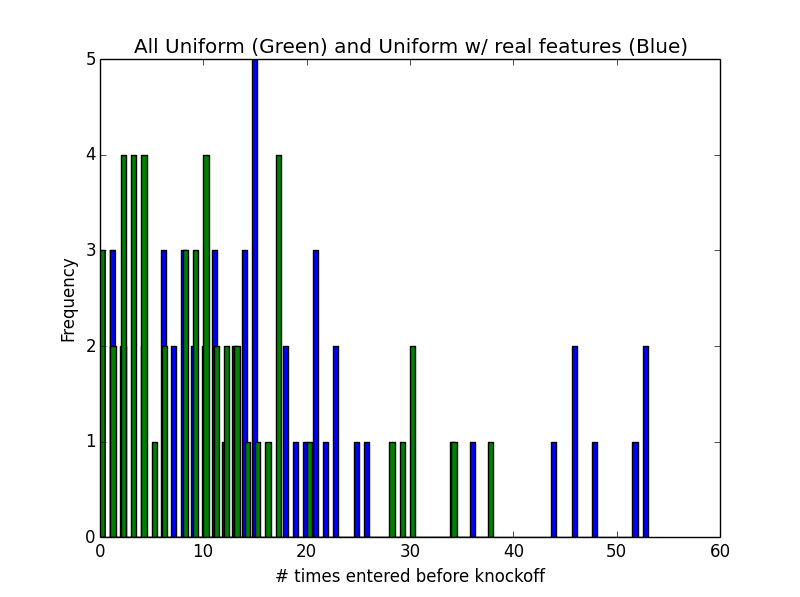 All Uniform (Green) and Uniform w/ real features (Blue)
5
4
3
2
1
0
Frequency
0 10 20 30 40 50 60
# times entered before knockoff